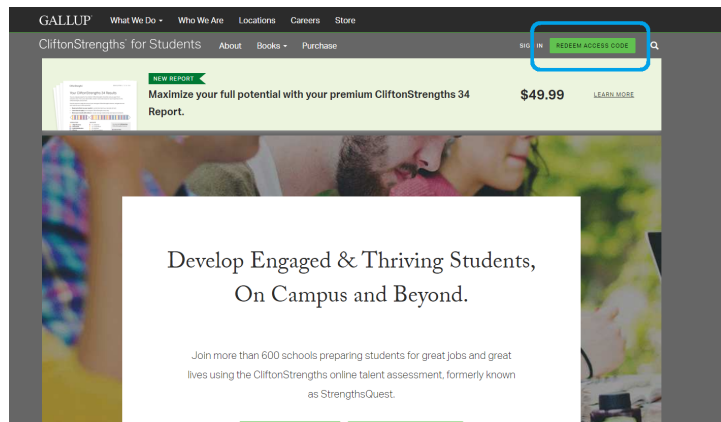 GALLUP® What We Do Who We Are Locations Careers Store
CliftonStrengths® for Students About Books Purchase SIGN IN REDEEM ACCESS CODE
NEW REPORT
Maximize your full potential with your premium CliftonStrengths 34
Report.
$49.99 LEARN MORE
Develop Engaged & Thriving Students,
On Campus and Beyond.
Join more than 600 schools preparing students for great jobs and great
lives using the CliftonStrengths online talent assessment, formerly known
as StrengthsQuest.